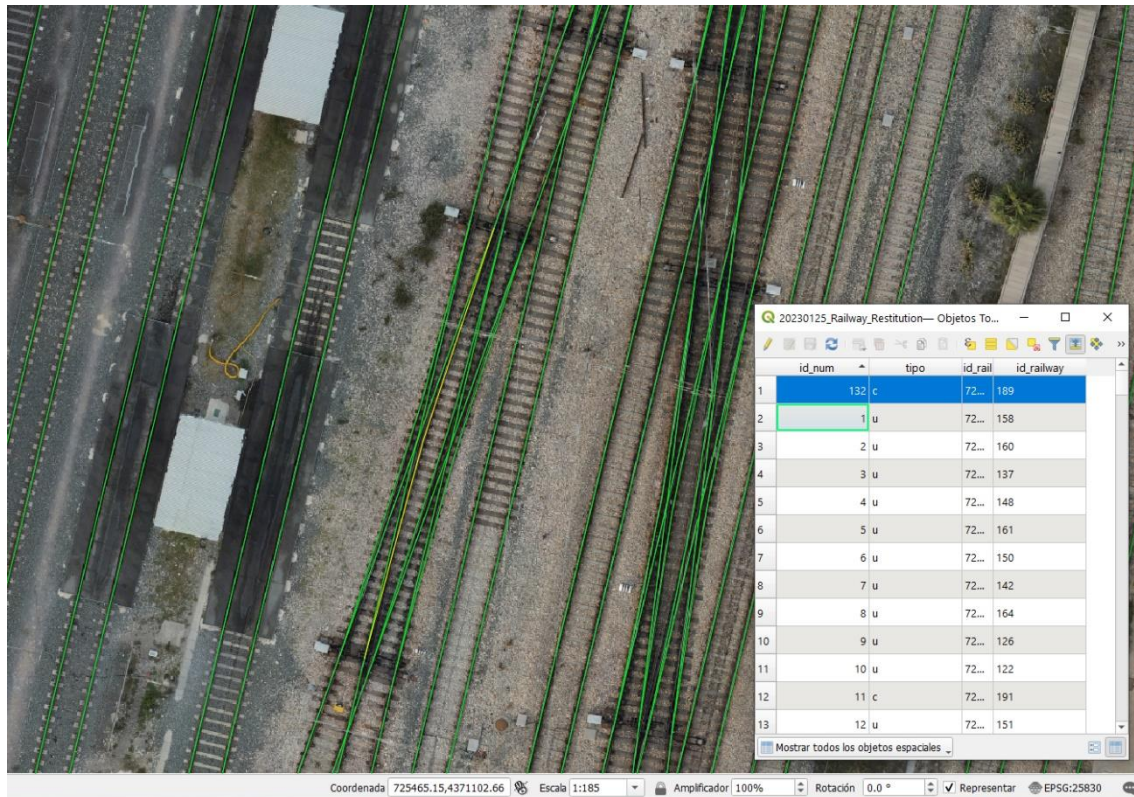 20230125_Railway_Restitution— Objetos To...
»
id_num tipo id_rail id_railway
1 132 c 72... 189
2 1 u 72... 158
3 2 u 72... 160
4 3 u 72... 137
5 4 u 72... 148
6 5 u 72... 161
7 6 u 72... 150
8 7 u 72... 142
9 8 u 72... 164
10 9 u 72... 126
11 10 u 72... 122
12 11 c 72... 191
13 12 u 72... 151
Mostrar todos los objetos espaciales
Coordenada 725465.15,4371102.66 Escala 1:185 Amplificador 100% Rotación 0.0 ° Representar EPSG:25830